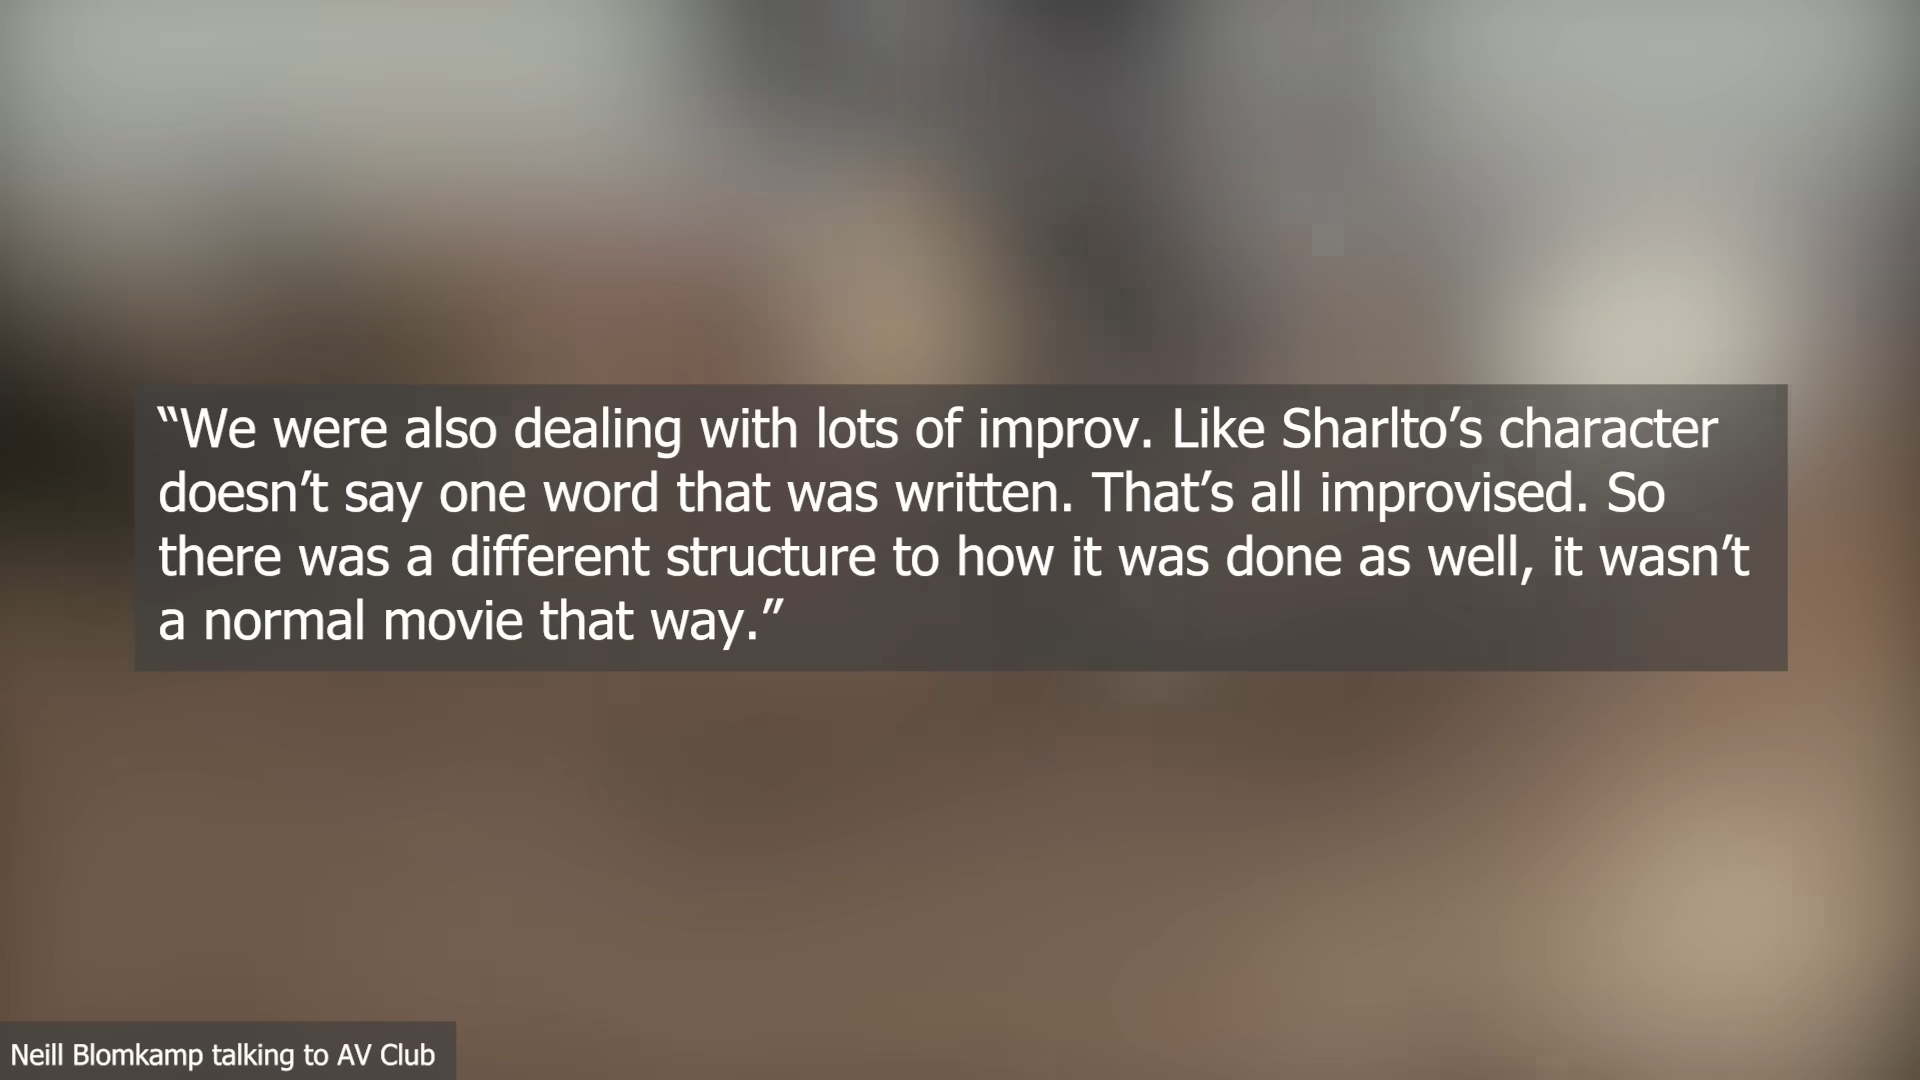 “We were also dealing with lots of improv. Like Sharlto’s character
doesn’t say one word that was written. That’s all improvised. So
there was a different structure to how it was done as well, it wasn’t
a normal movie that way.”
Neill Blomkamp talking to AV Club